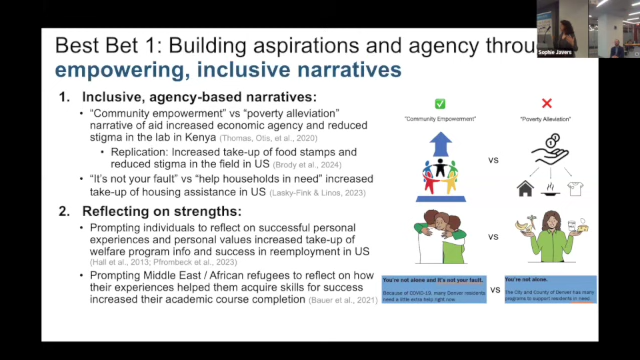 Best Bet 1: Building aspirations and agency throu
empowering, inclusive narratives
Sophie Javers
1. Inclusive, agency-based narratives:
• "Community empowerment" vs "poverty alleviation"
narrative of aid increased economic agency and reduced
stigma in the lab in Kenya (Thomas, Otis, et al., 2020)
• Replication: Increased take-up of food stamps and
reduced stigma in the field in US (Brody et al., 2024)
• "It's not your fault" vs "help households in need" increased
take-up of housing assistance in US (Lasky-Fink & Linos, 2023)
2. Reflecting on strengths:
• Prompting individuals to reflect on successful personal
experiences and personal values increased take-up of
welfare program info and success in reemployment in US
(Hall et al., 2013; Pfrombeck et al., 2023)
• Prompting Middle East / African refugees to reflect on how
their experiences helped them acquire skills for success
increased their academic course completion (Bauer et al., 2021)
"Community Empowerment"
"Poverty Alleviation"
vs
vs
You're not alone and it's not your fault.
Because of COVID-19, many Denver residents
need a little extra help right now.
vs
You're not alone.
The City and County of Denver has many
programs to support residents in need.